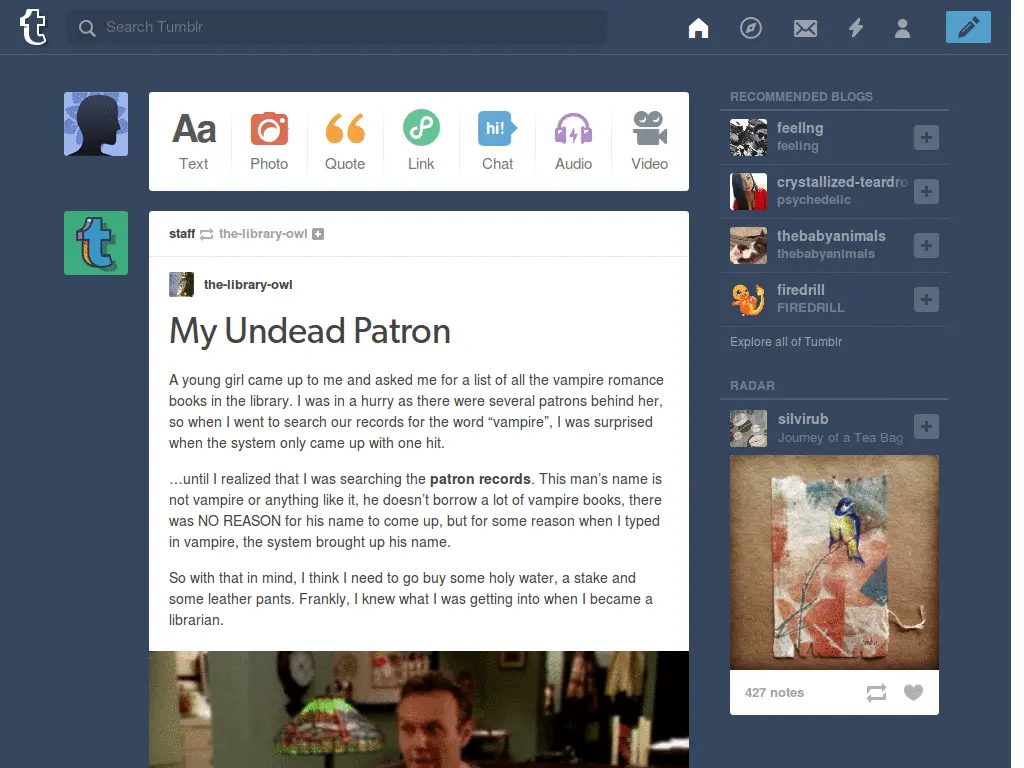 Search Tumblr
Aa
hi!
Text
Photo
Quote
Link
Chat
Audio
Video
staff the-library-owl
the-library-owl
My Undead Patron
A young girl came up to me and asked me for a list of all the vampire romance
books in the library. I was in a hurry as there were several patrons behind her,
so when I went to search our records for the word “vampire”, I was surprised
when the system only came up with one hit.
…until I realized that I was searching the patron records. This man’s name is
not vampire or anything like it, he doesn’t borrow a lot of vampire books, there
was NO REASON for his name to come up, but for some reason when I typed
in vampire, the system brought up his name.
So with that in mind, I think I need to go buy some holy water, a stake and
some leather pants. Frankly, I knew what I was getting into when I became a
librarian.
RECOMMENDED BLOGS
feeling
feeling
crystallized-teardro
psychedelic
thebabyanimals
thebabyanimals
firedrill
FIREDRILL
Explore all of Tumblr
RADAR
silvirub
Journey of a Tea Bag
427 notes